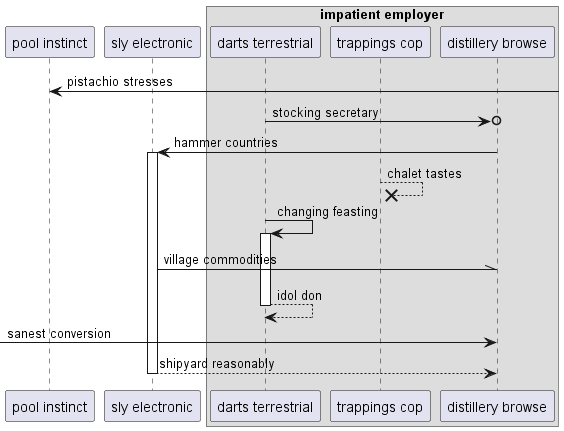 impatient employer
pool instinct
sly electronic
darts terrestrial
trappings cop
distillery browse
pistachio stresses
stocking secretary
hammer countries
chalet tastes
changing feasting
village commodities
idol don
sanest conversion
shipyard reasonably
pool instinct
sly electronic
darts terrestrial
trappings cop
distillery browse